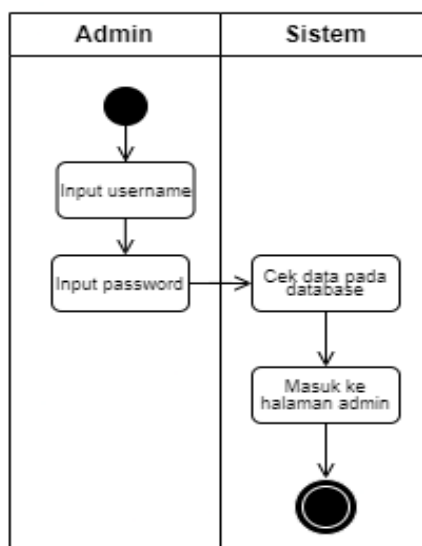 Admin
Sistem
Input username
Input password
Cek data pada
database
Masuk ke
halaman admin